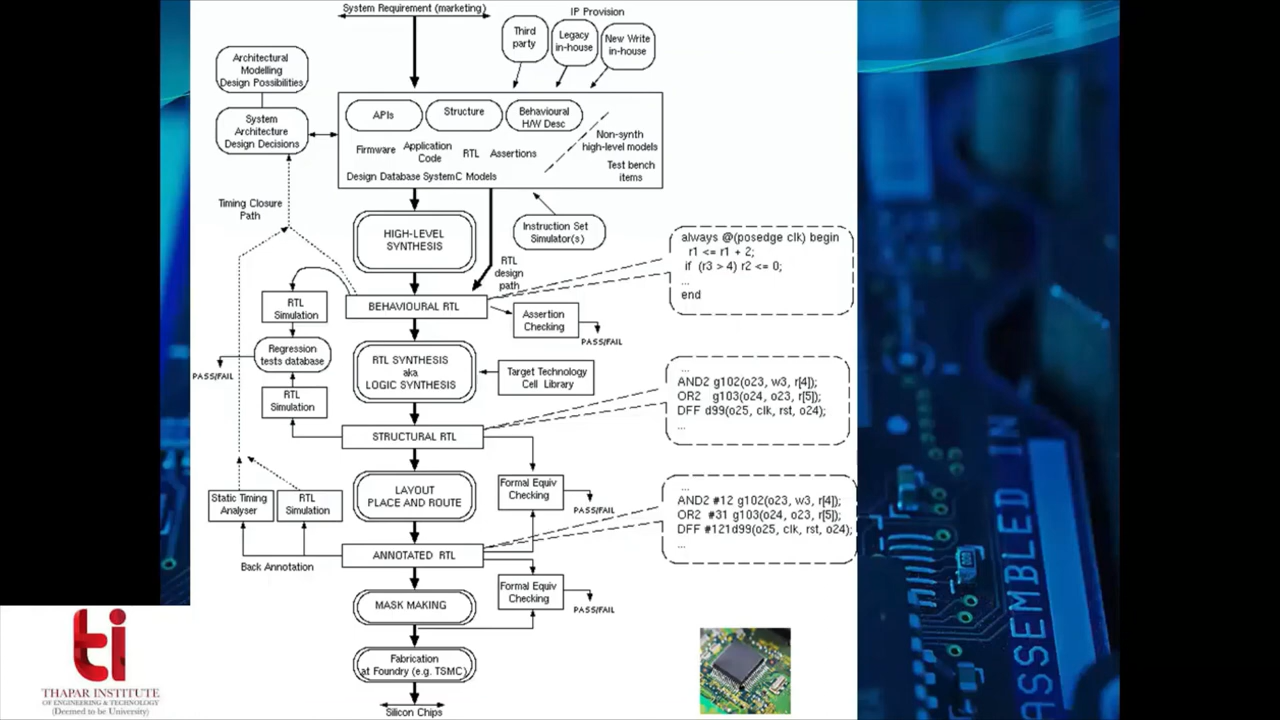 System Requirement (marketing)
IP Provision
Third
party
Legacy
in-house
New Write
in-house
Architectural
Modelling
Design Possibilities
System
Architecture
Design Decisions
APIs
Structure
Behavioural
H/W Desc
Non-synth
high-level models
Firmware
Application
Code
RTL
Assertions
Test bench
items
Design Database SystemC Models
Timing Closure
Path
HIGH-LEVEL
SYNTHESIS
Instruction Set
Simulator(s)
RTL
design
path
always @(posedge clk) begin
r1 <= r1 + 2;
if (r3 > 4) r2 <= 0;
...
end
RTL
Simulation
BEHAVIOURAL RTL
Assertion
Checking
PASS/FAIL
Regression
tests database
PASS/FAIL
RTL SYNTHESIS
aka
LOGIC SYNTHESIS
Target Technology
Cell Library
...
AND2 g102(o23, w3, r[4]);
OR2 g103(o24, o23, r[5]);
DFF d99(o25, clk, rst, o24);
...
RTL
Simulation
STRUCTURAL RTL
Static Timing
Analyser
RTL
Simulation
LAYOUT
PLACE AND ROUTE
Formal Equiv
Checking
PASS/FAIL
...
AND2 #12 g102(o23, w3, r[4]);
OR2 #31 g103(o24, o23, r[5]);
DFF #121d99(o25, clk, rst, o24);
...
ANNOTATED RTL
Back Annotation
Formal Equiv
Checking
PASS/FAIL
MASK MAKING
Fabrication
at Foundry (e.g. TSMC)
Silicon Chips
ti
THAPAR INSTITUTE
OF ENGINEERING & TECHNOLOGY
(Deemed to be University)
ASSEMBLED IN